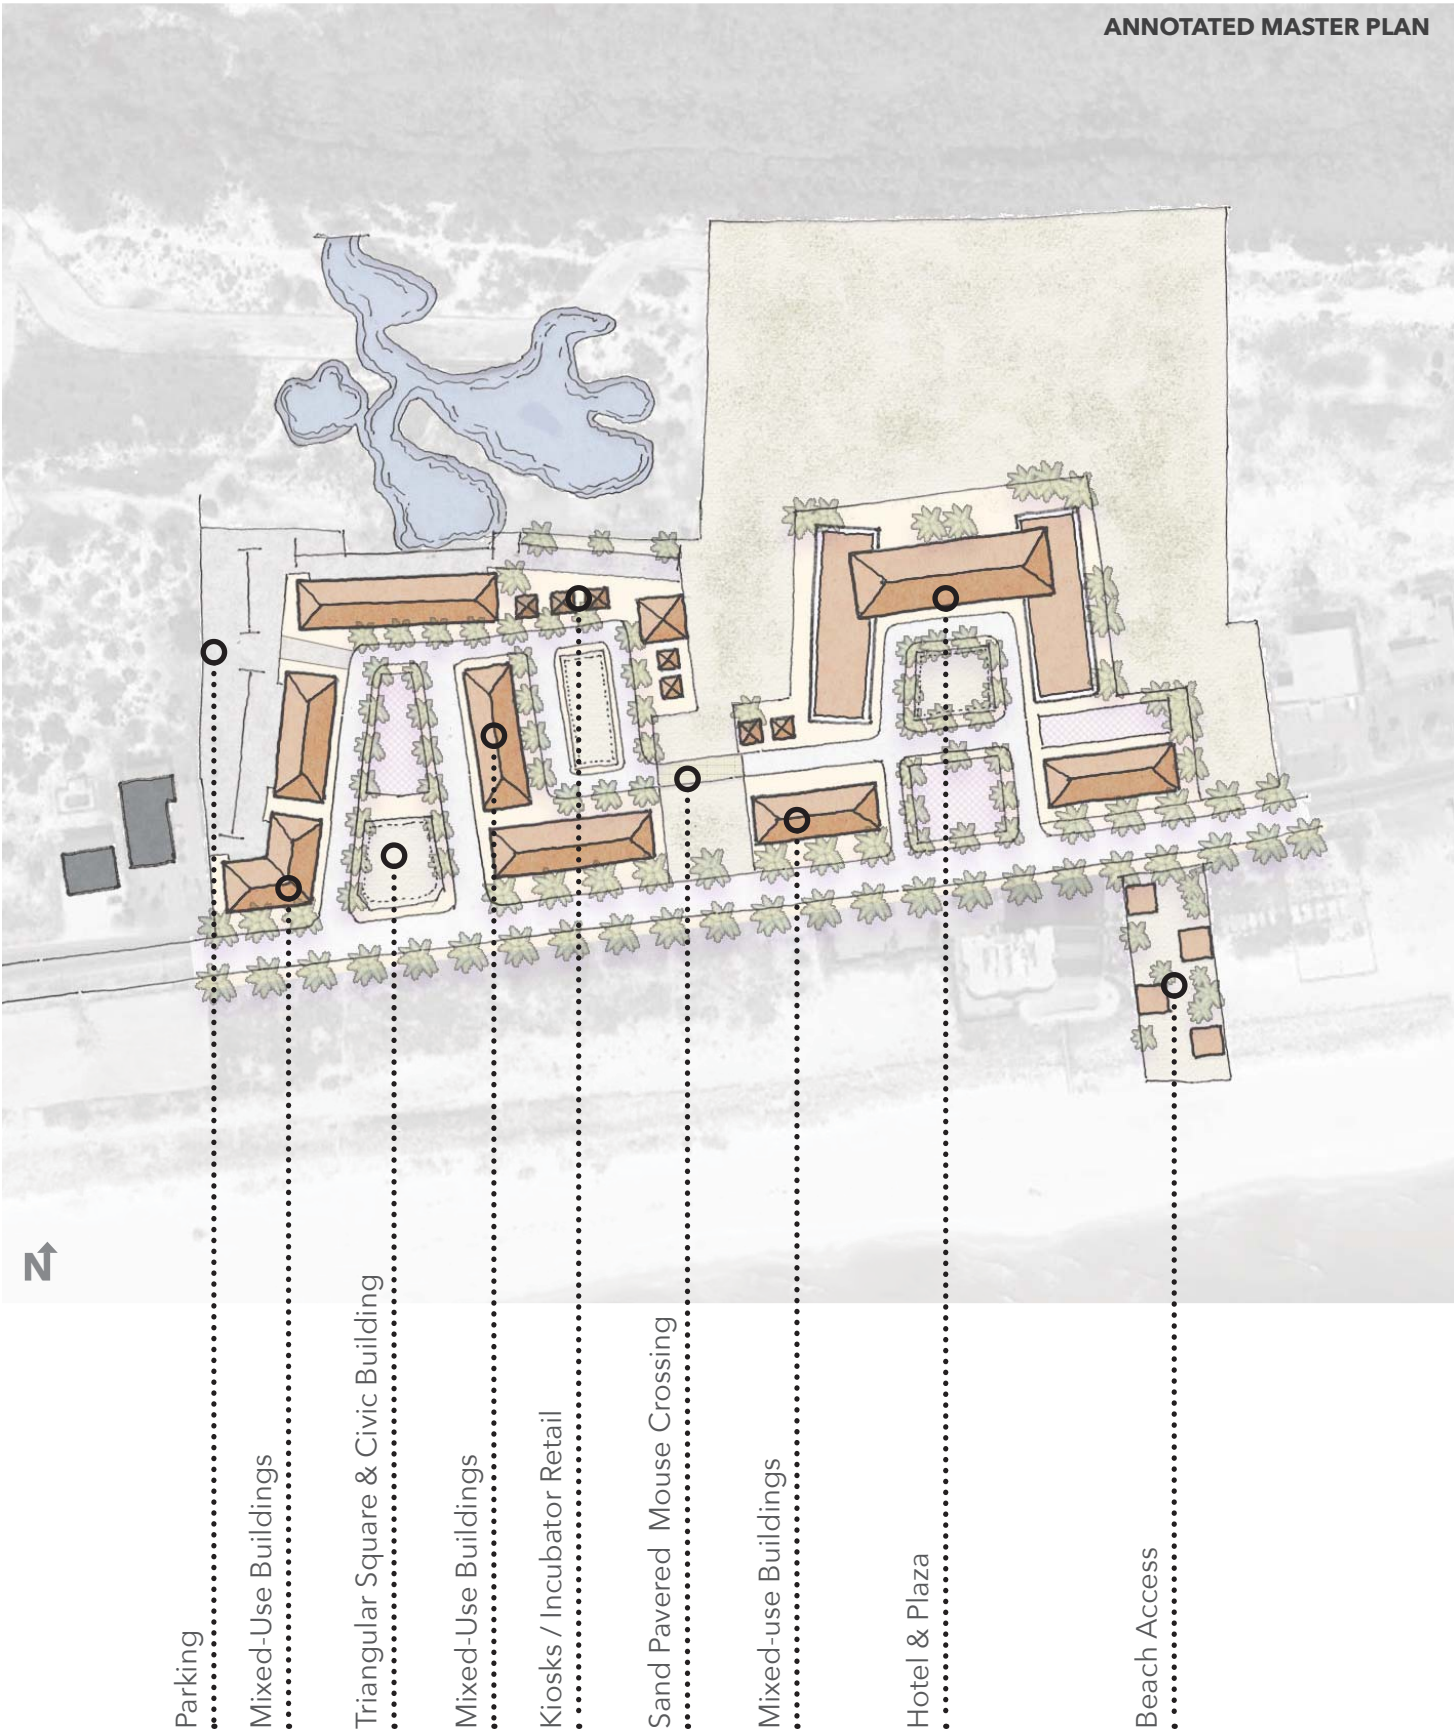 ANNOTATED MASTER PLAN
N
Parking
Mixed-Use Buildings
Triangular Square & Civic Building
Mixed-Use Buildings
Kiosks / Incubator Retail
Sand Pavered Mouse Crossing
Mixed-use Buildings
Hotel & Plaza
Beach Access